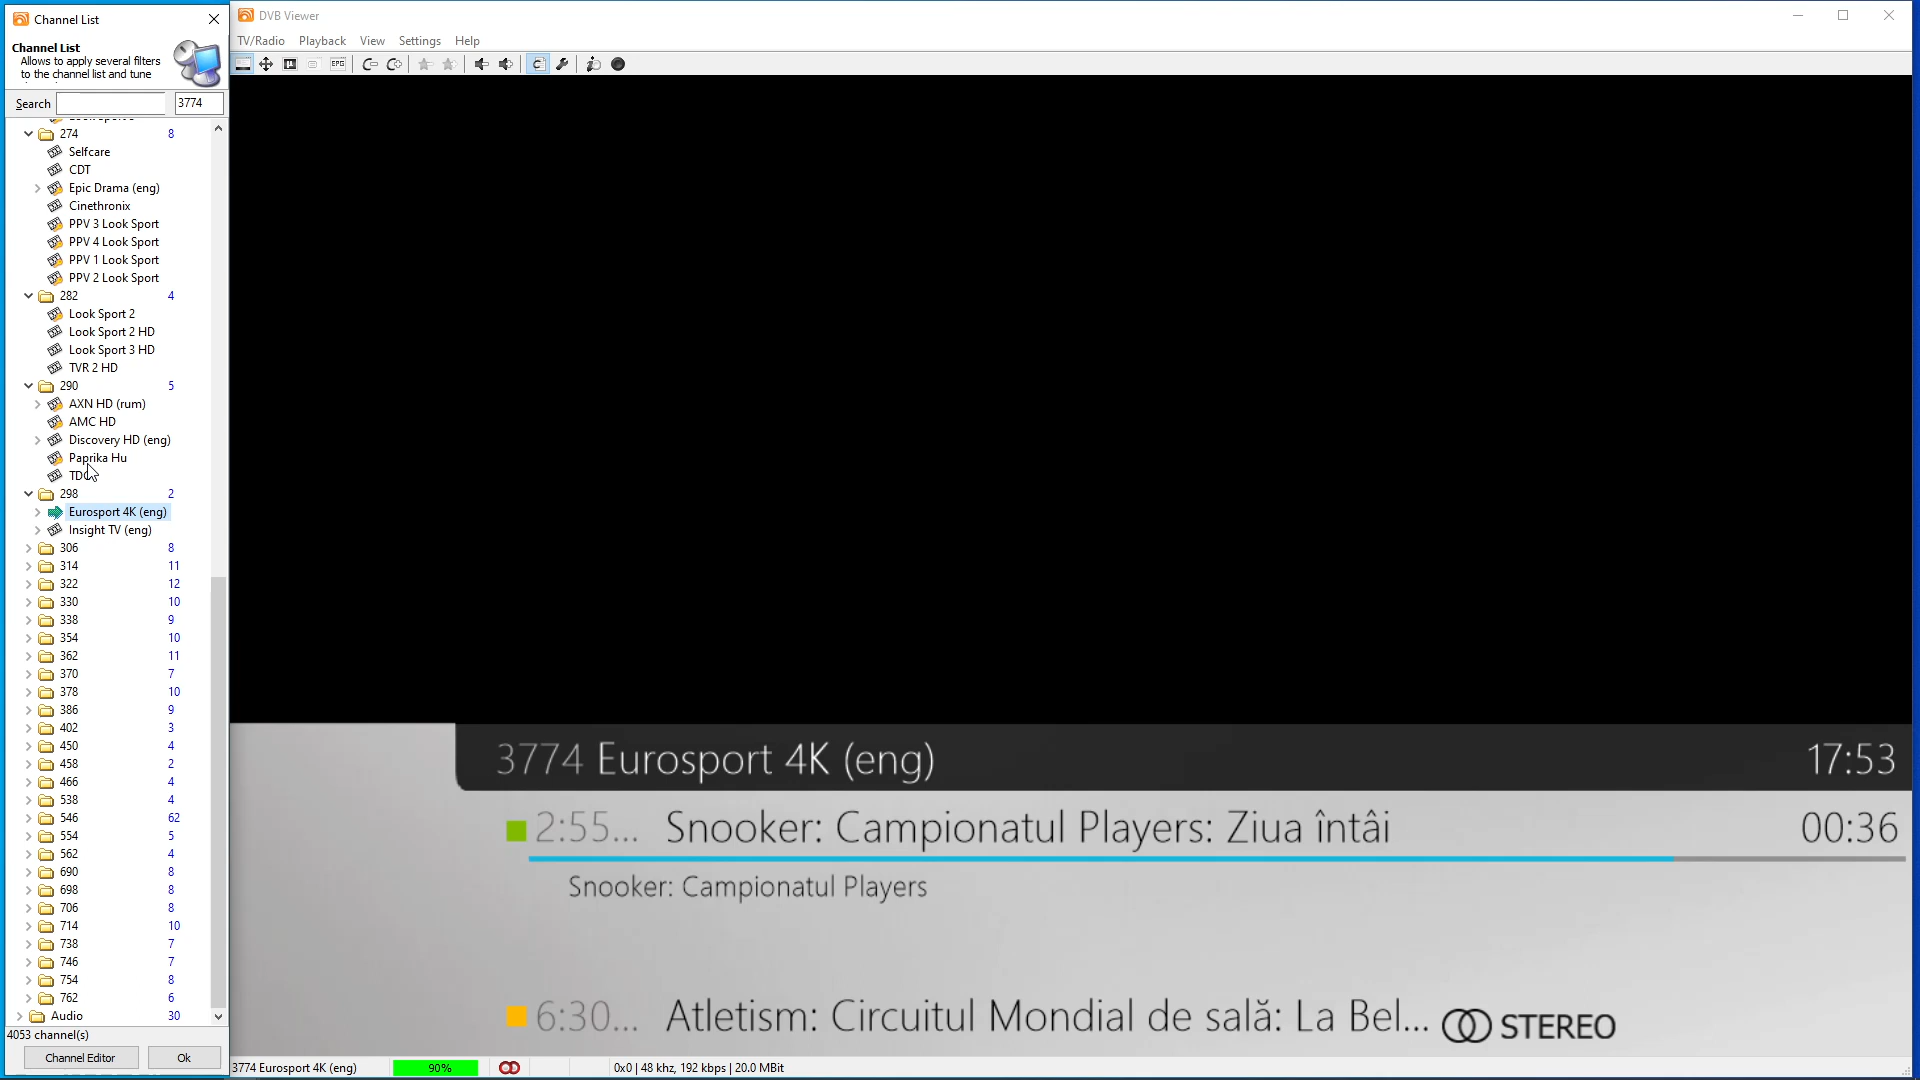 Channel List
DVB Viewer
TV/Radio Playback View Settings Help
Channel List
Allows to apply several filters
to the channel list and tune
EPG
Search 3774
274 8
Selfcare
CDT
Epic Drama (eng)
Cinethronix
PPV 3 Look Sport
PPV 4 Look Sport
PPV 1 Look Sport
PPV 2 Look Sport
282 4
Look Sport 2
Look Sport 2 HD
Look Sport 3 HD
TVR 2 HD
290 5
AXN HD (rum)
AMC HD
Discovery HD (eng)
Paprika Hu
298 2
Eurosport 4K (eng)
Insight TV (eng)
306 8
314 11
322 12
330 10
338 9
354 10
362 11
370 7
378 10
386 9
402 3
450 4
458 2
466 4
538 4
546 62
554 5
562 4
690 8
698 8
706 8
714 10
738 7
746 7
754 8
762 6
Audio 30
4053 channel(s)
Channel Editor Ok
3774 Eurosport 4K (eng) 17:53
2:55... Snooker: Campionatul Players: Ziua întâi 00:36
Snooker: Campionatul Players
6:30... Atletism: Circuitul Mondial de sală: La Bel... STEREO
3774 Eurosport 4K (eng) 90% 0x0 | 48 khz, 192 kbps | 20.0 MBit